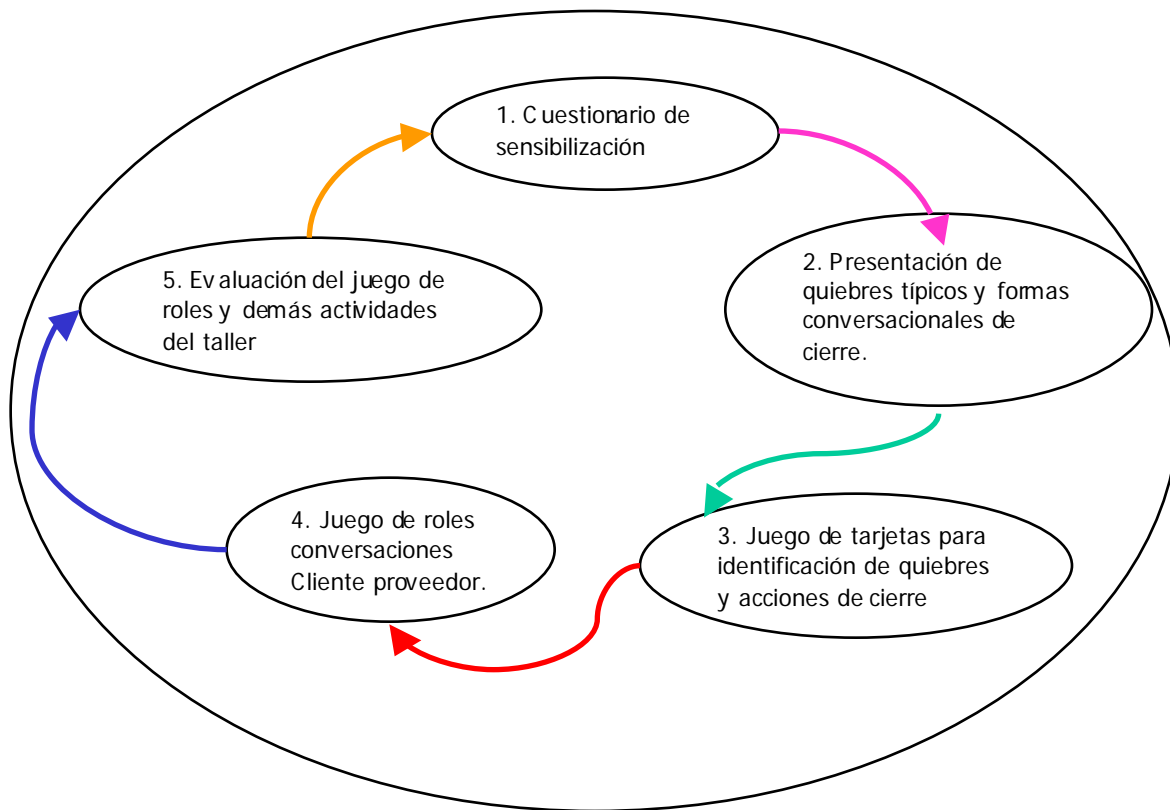 1. Cuestionario de
sensibilización
2. Presentación de
quiebres típicos y formas
conversacionales de
cierre.
3. Juego de tarjetas para
identificación de quiebres
y acciones de cierre
4. Juego de roles
conversaciones
Cliente proveedor.
5. Evaluación del juego de
roles y demás actividades
del taller